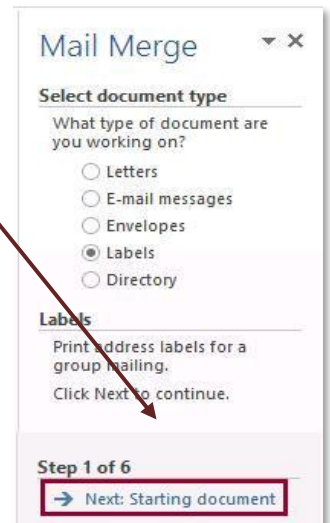 Mail Merge
Select document type
What type of document are
you working on?
Letters
E-mail messages
Envelopes
Labels
Directory
Labels
Print address labels for a
group mailing.
Click Next to continue.
Step 1 of 6
Next: Starting document